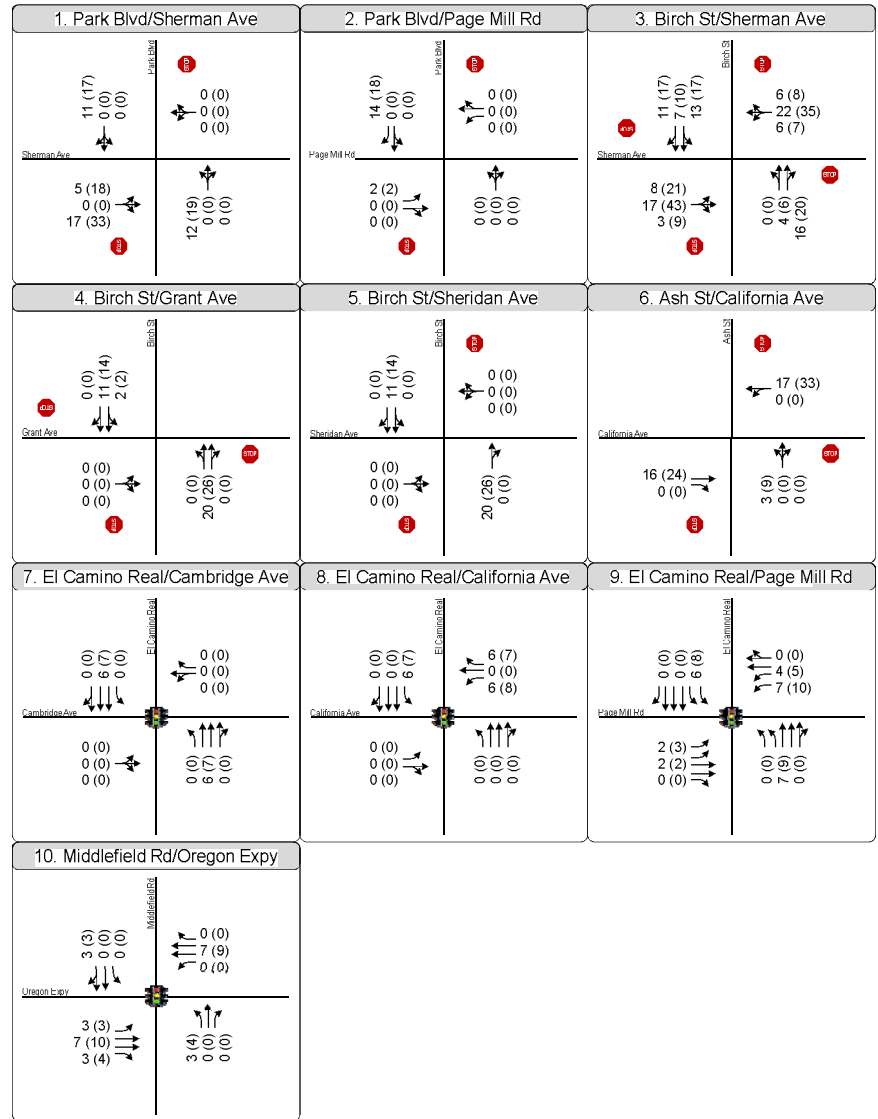 1. Park Blvd/Sherman Ave
Park Blvd
STOP
11 (17)
0 (0)
0 (0)
0 (0)
0 (0)
0 (0)
Sherman Ave
5 (18)
0 (0)
17 (33)
12 (19)
0 (0)
0 (0)
STOP
2. Park Blvd/Page Mill Rd
Park Blvd
STOP
14 (18)
0 (0)
0 (0)
0 (0)
0 (0)
0 (0)
Page Mill Rd
2 (2)
0 (0)
0 (0)
0 (0)
0 (0)
0 (0)
STOP
3. Birch St/Sherman Ave
Birch St
STOP
11 (17)
7 (10)
13 (17)
6 (8)
22 (35)
6 (7)
STOP
Sherman Ave
8 (21)
17 (43)
3 (9)
0 (0)
4 (6)
16 (20)
STOP
STOP
4. Birch St/Grant Ave
Birch St
0 (0)
11 (14)
2 (2)
STOP
Grant Ave
0 (0)
0 (0)
0 (0)
0 (0)
20 (26)
0 (0)
STOP
STOP
5. Birch St/Sheridan Ave
Birch St
STOP
0 (0)
11 (14)
0 (0)
0 (0)
0 (0)
0 (0)
Sheridan Ave
0 (0)
0 (0)
0 (0)
20 (26)
0 (0)
STOP
6. Ash St/California Ave
Ash St
STOP
17 (33)
0 (0)
California Ave
16 (24)
0 (0)
3 (9)
0 (0)
0 (0)
STOP
STOP
7. El Camino Real/Cambridge Ave
El Camino Real
0 (0)
6 (7)
0 (0)
0 (0)
0 (0)
0 (0)
Cambridge Ave
0 (0)
0 (0)
0 (0)
0 (0)
6 (7)
0 (0)
8. El Camino Real/California Ave
El Camino Real
0 (0)
0 (0)
6 (7)
6 (7)
0 (0)
6 (8)
California Ave
0 (0)
0 (0)
0 (0)
0 (0)
0 (0)
0 (0)
9. El Camino Real/Page Mill Rd
El Camino Real
0 (0)
0 (0)
6 (8)
0 (0)
4 (5)
7 (10)
Page Mill Rd
2 (3)
2 (2)
0 (0)
0 (0)
7 (9)
0 (0)
10. Middlefield Rd/Oregon Expy
Middlefield Rd
3 (3)
0 (0)
0 (0)
0 (0)
7 (9)
0 (0)
Oregon Expy
3 (3)
7 (10)
3 (4)
3 (4)
0 (0)
0 (0)